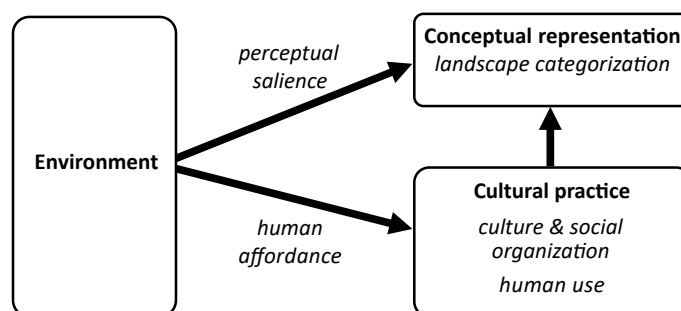 Environment
perceptual
salience
human
affordance
Conceptual representation
landscape categorization
Cultural practice
culture & social
organization
human use